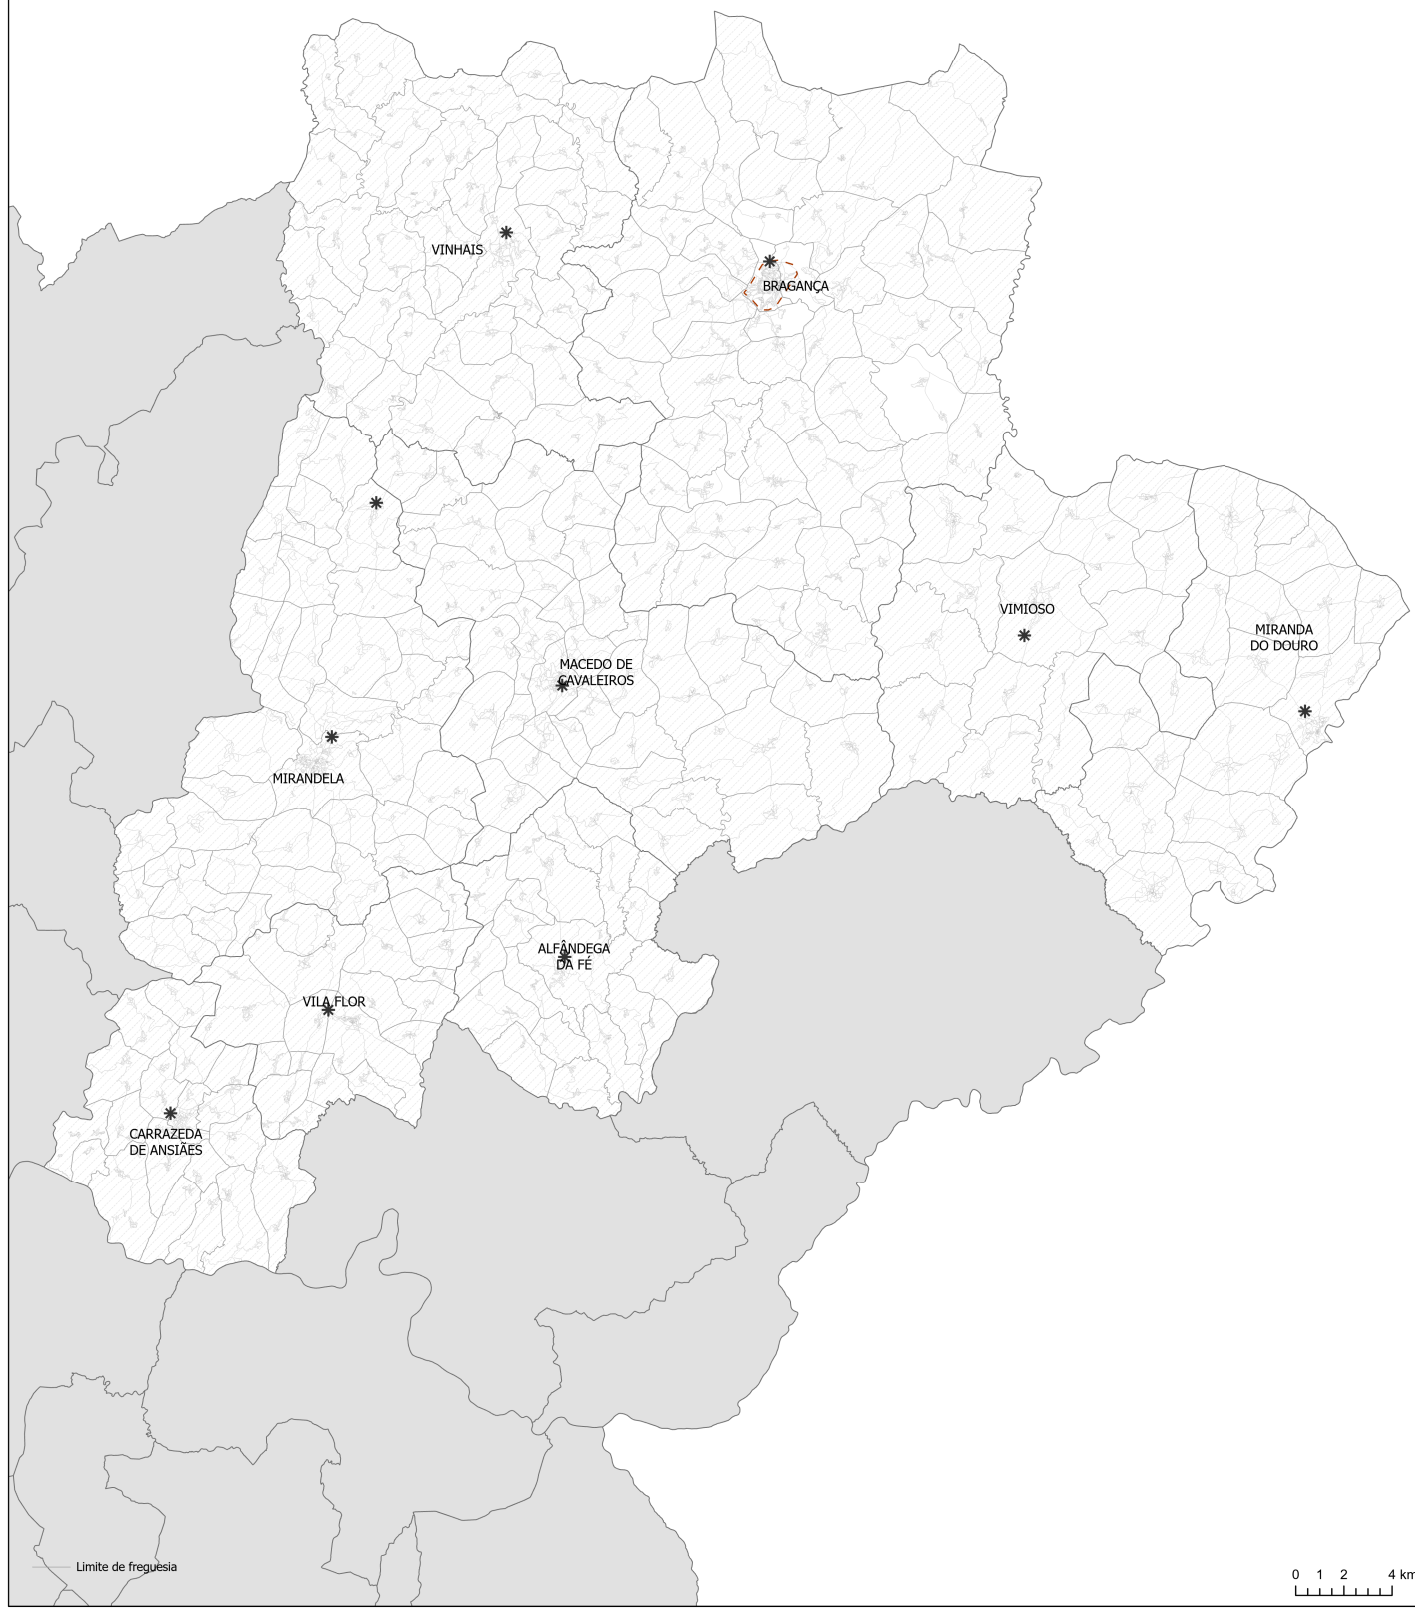 VINHAIS
BRAGANÇA
VIMIOSO
MIRANDA
DO DOURO
MACEDO DE
CAVALEIROS
MIRANDELA
ALFÂNDEGA
DA FÉ
VILA FLOR
CARRAZEDA
DE ANSIÃES
Limite de freguesia
0 1 2 4 km